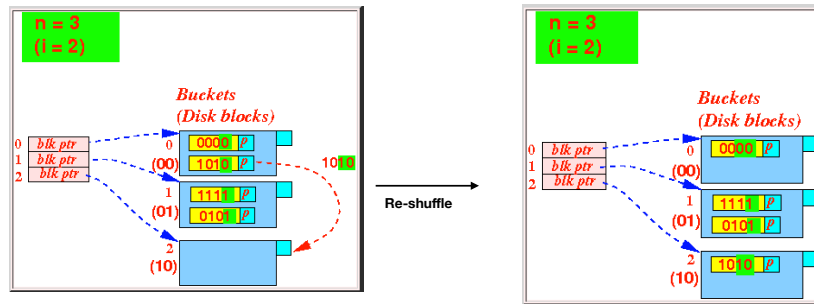 n = 3
(i = 2)
Buckets
(Disk blocks)
0
(00)
0000 p
1010 p
0 blk ptr
1 blk ptr
2 blk ptr
1010
1
(01)
1111 p
0101 p
2
(10)
Re-shuffle
n = 3
(i = 2)
Buckets
(Disk blocks)
0
(00)
0000 p
0 blk ptr
1 blk ptr
2 blk ptr
1
(01)
1111 p
0101 p
2
(10)
1010 p